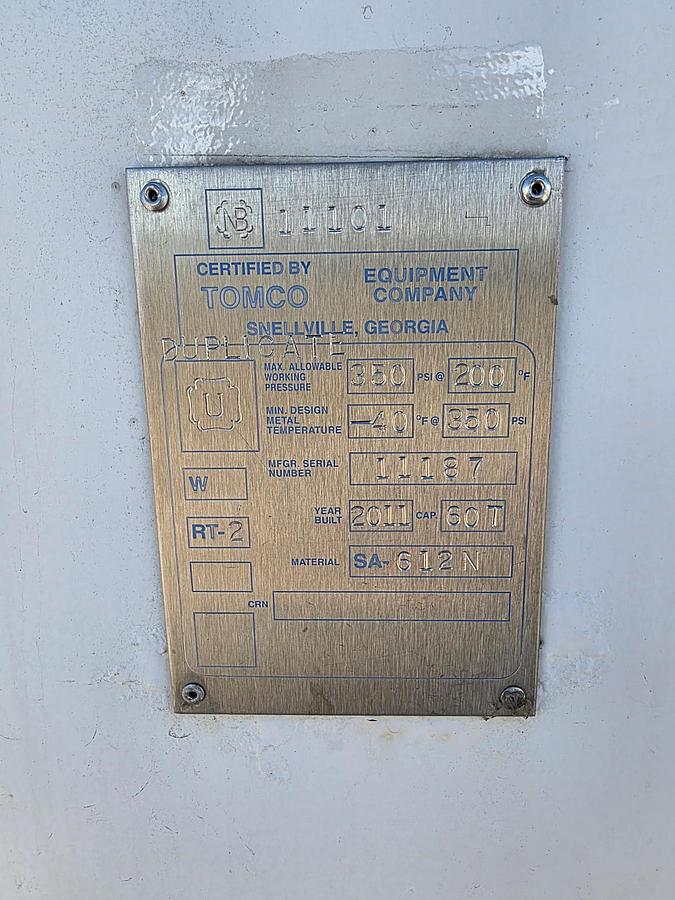 NB 11101
CERTIFIED BY
TOMCO EQUIPMENT COMPANY
SNELLVILLE, GEORGIA
DUPLICATE
U
MAX. ALLOWABLE WORKING PRESSURE 350 PSI @ 200 °F
MIN. DESIGN METAL TEMPERATURE -40 °F @ 350 PSI
W
MFGR. SERIAL NUMBER 11187
RT-2
YEAR BUILT 2011 CAP. 60T
MATERIAL SA-612N
CRN